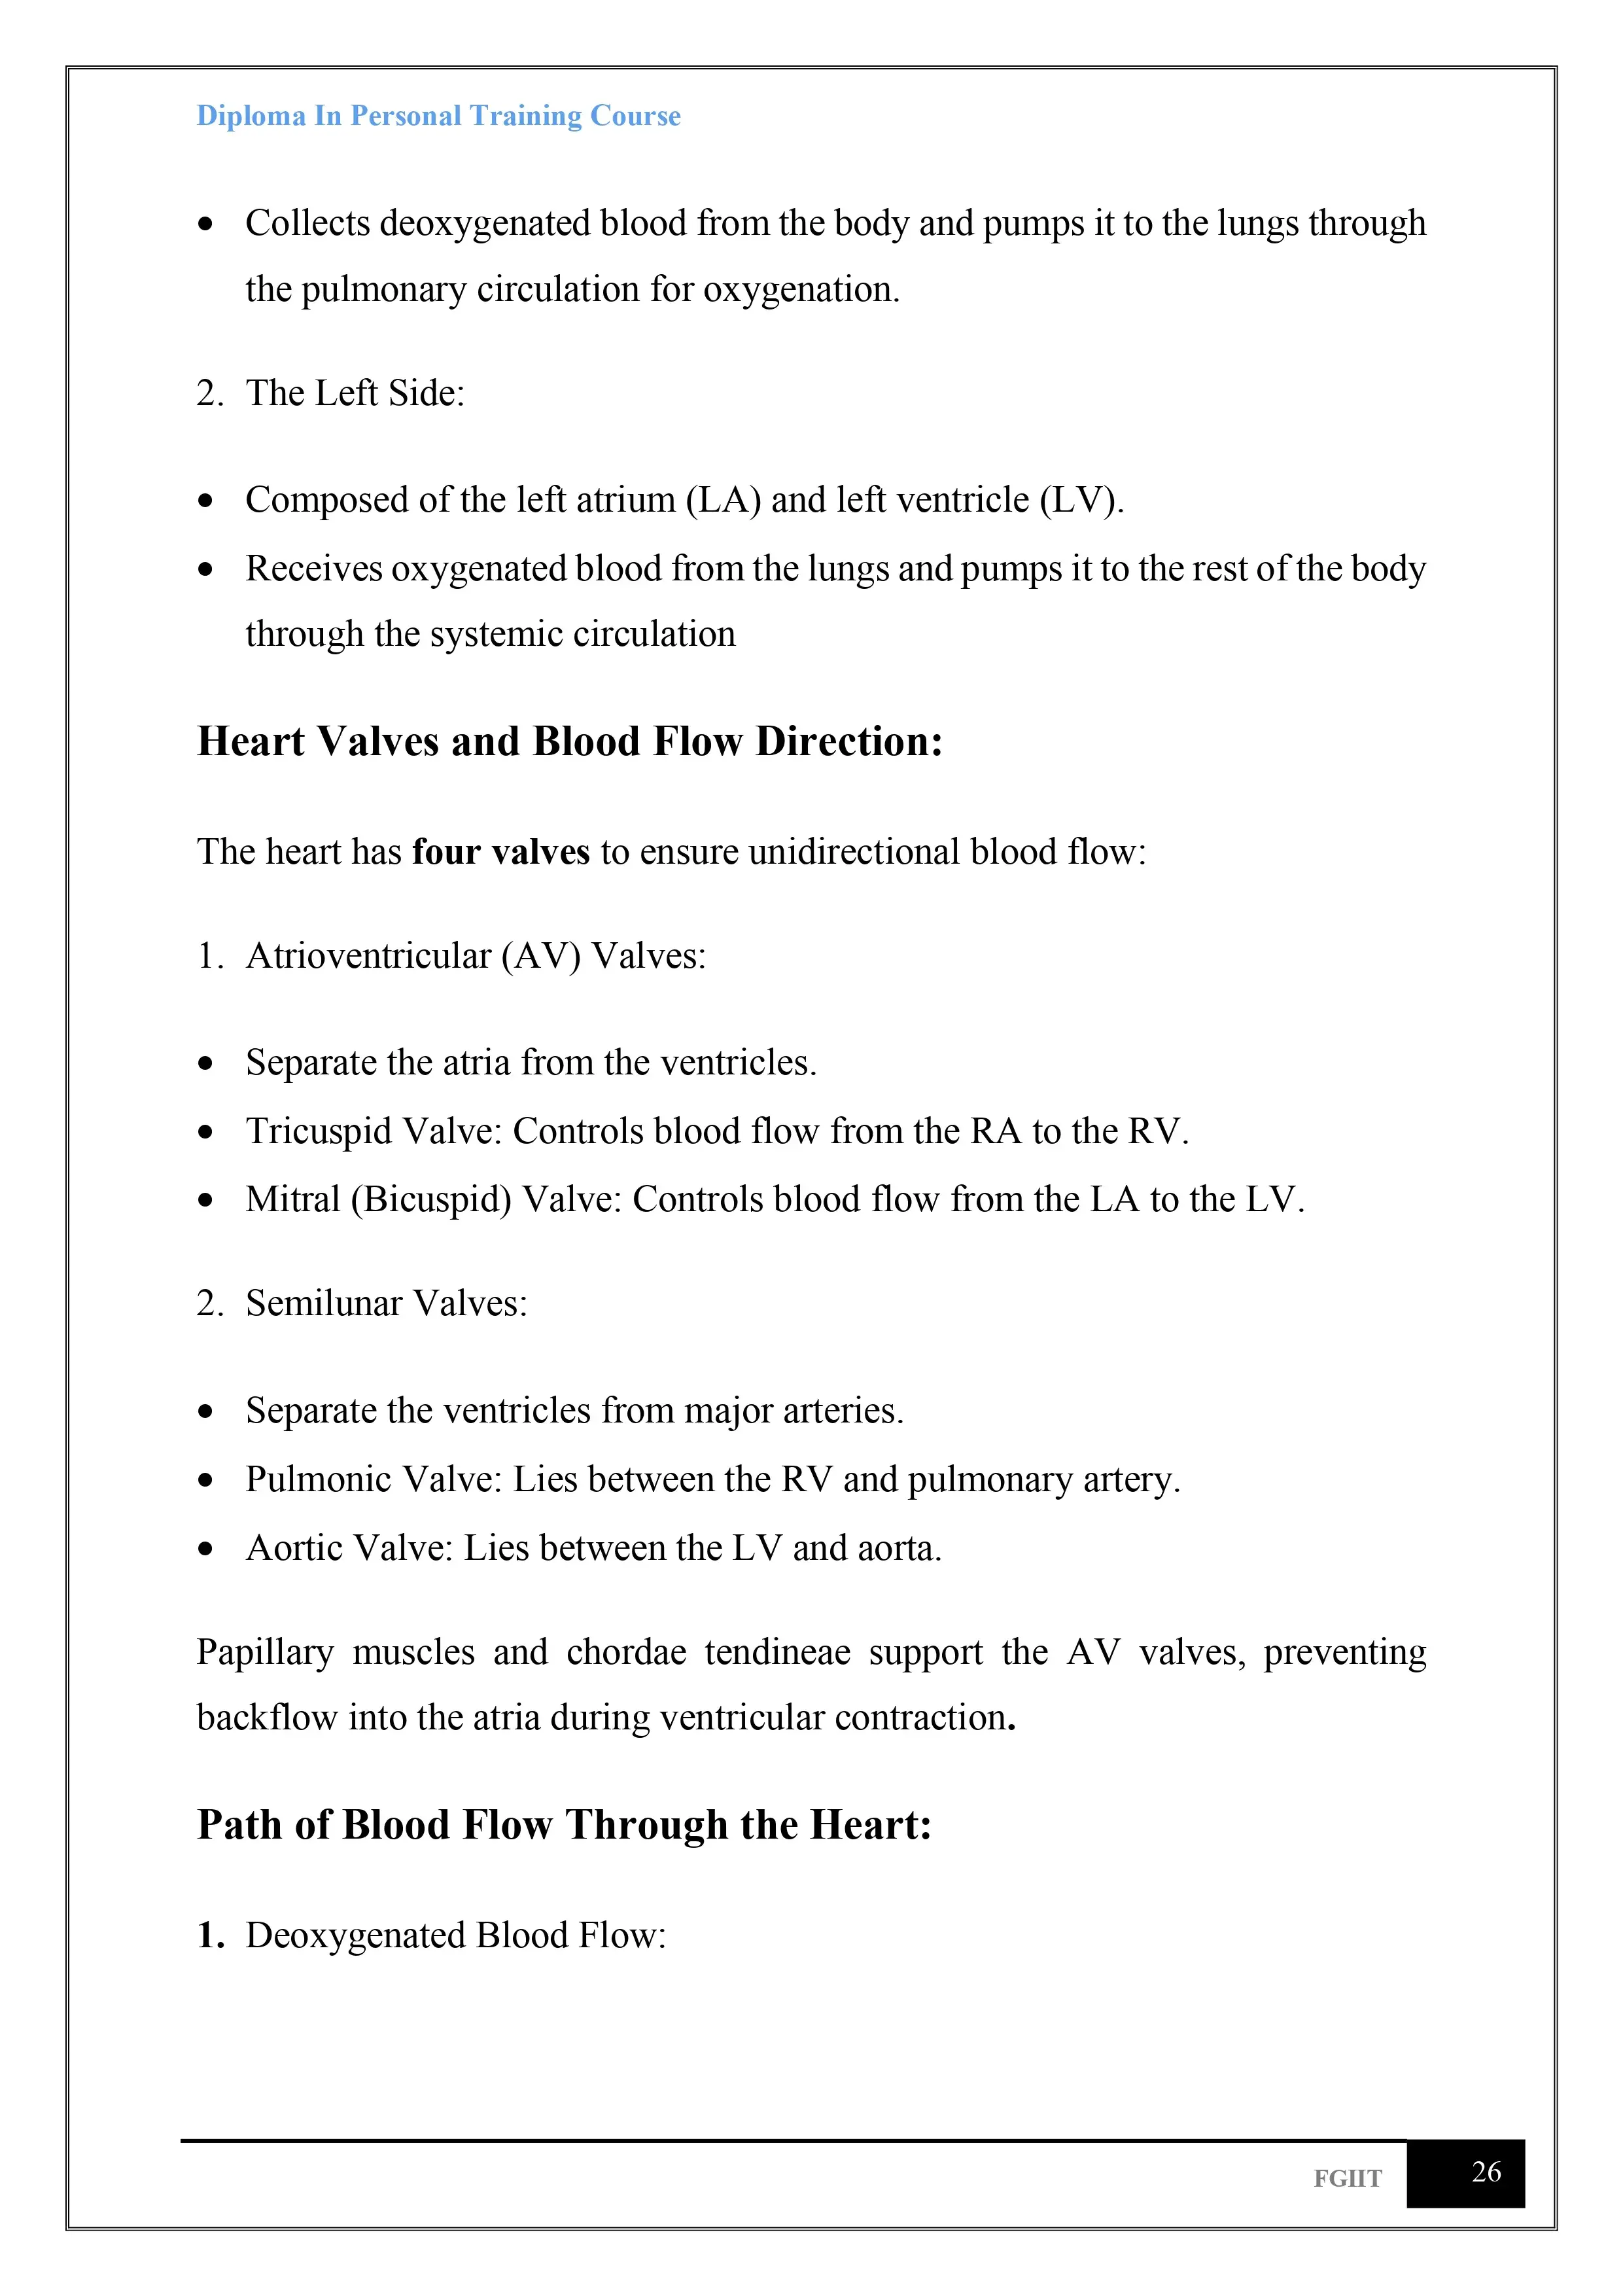 Diploma In Personal Training Course
• Collects deoxygenated blood from the body and pumps it to the lungs through
the pulmonary circulation for oxygenation.
2. The Left Side:
• Composed of the left atrium (LA) and left ventricle (LV).
• Receives oxygenated blood from the lungs and pumps it to the rest of the body
through the systemic circulation
Heart Valves and Blood Flow Direction:
The heart has four valves to ensure unidirectional blood flow:
1. Atrioventricular (AV) Valves:
• Separate the atria from the ventricles.
• Tricuspid Valve: Controls blood flow from the RA to the RV.
• Mitral (Bicuspid) Valve: Controls blood flow from the LA to the LV.
2. Semilunar Valves:
• Separate the ventricles from major arteries.
• Pulmonic Valve: Lies between the RV and pulmonary artery.
• Aortic Valve: Lies between the LV and aorta.
Papillary muscles and chordae tendineae support the AV valves, preventing
backflow into the atria during ventricular contraction.
Path of Blood Flow Through the Heart:
1. Deoxygenated Blood Flow:
FGIIT 26